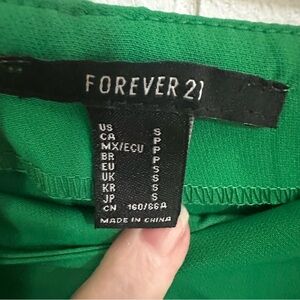 FOREVER 21
US S
CA P
MX/ECU P
BR P
EU S
UK S
KR S
JP S
CN 160/66A
MADE IN CHINA